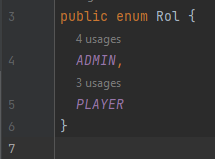 3 public enum Rol {
4 usages
4 ADMIN,
3 usages
5 PLAYER
6 }
7